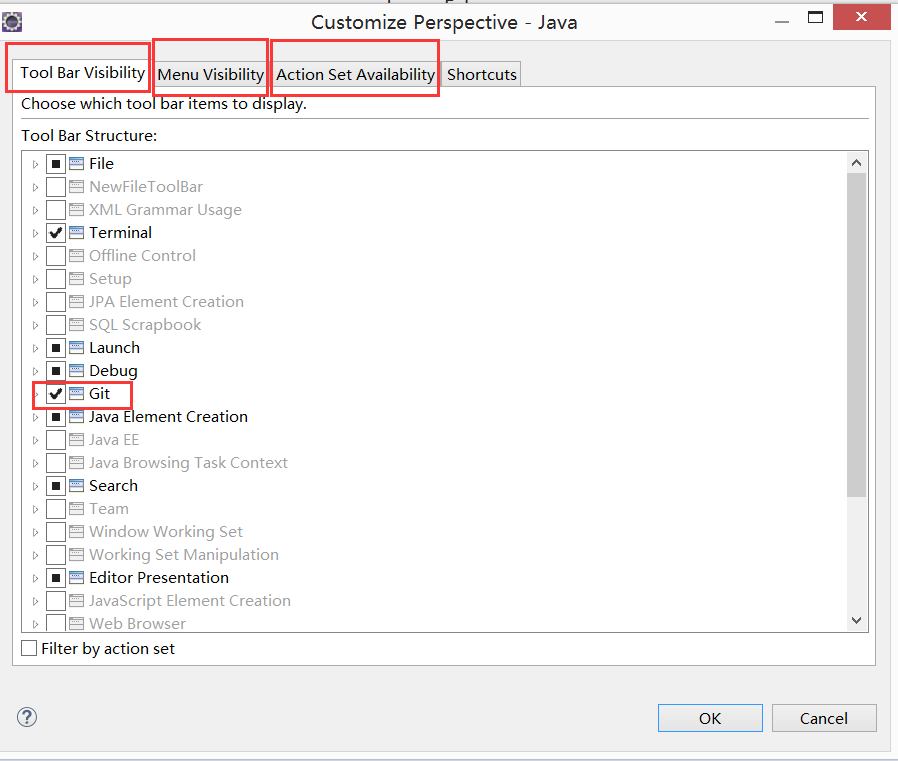 Customize Perspective - Java
Tool Bar Visibility Menu Visibility Action Set Availability Shortcuts
Choose which tool bar items to display.
Tool Bar Structure:
File
NewFileToolBar
XML Grammar Usage
Terminal
Offline Control
Setup
JPA Element Creation
SQL Scrapbook
Launch
Debug
Git
Java Element Creation
Java EE
Java Browsing Task Context
Search
Team
Window Working Set
Working Set Manipulation
Editor Presentation
JavaScript Element Creation
Web Browser
Filter by action set
OK Cancel